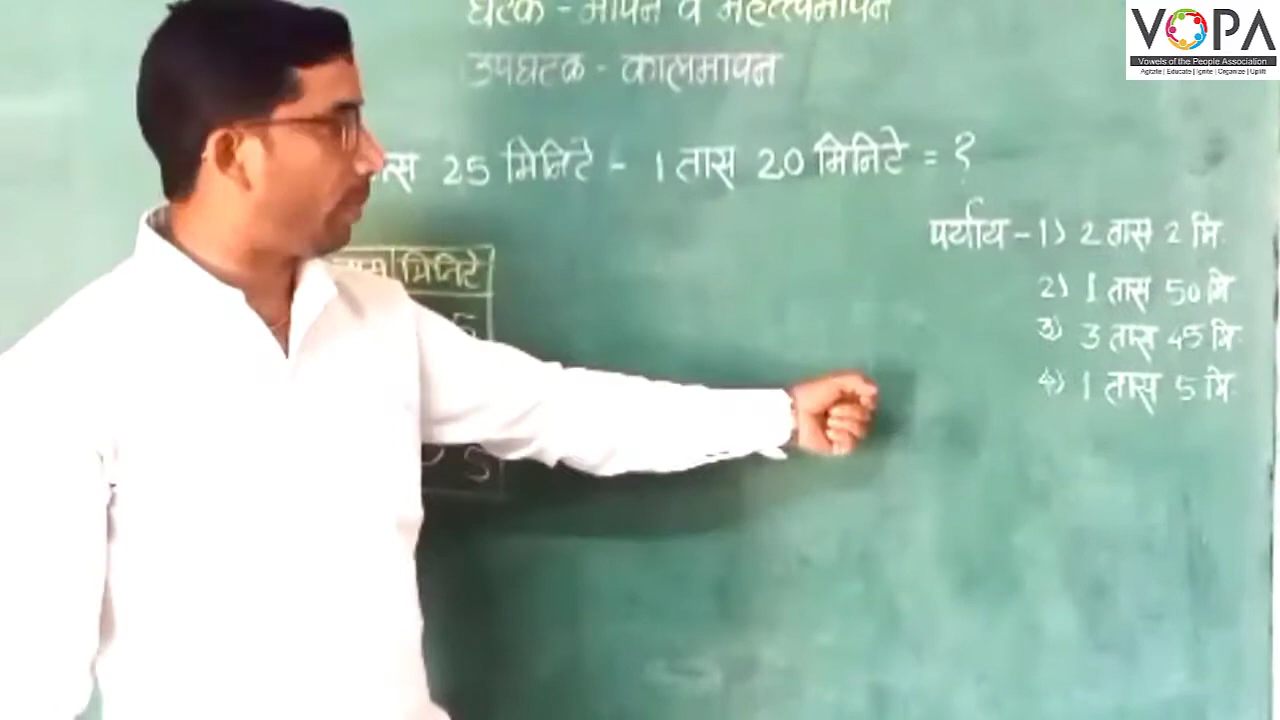 घटक - मापन व महत्त्वमापन
उपघटक - कालमापन
25 मिनिटे - 1 तास 20 मिनिटे = ?
पर्याय - 1) 2 तास 2 मि.
2) 1 तास 50 मि
3) 3 तास 45 मि.
4) 1 तास 5 मि.
तास मिनिटे
5
VOPA
Vowels of the People Association
Agitate | Educate | Ignite | Organize | Uplift